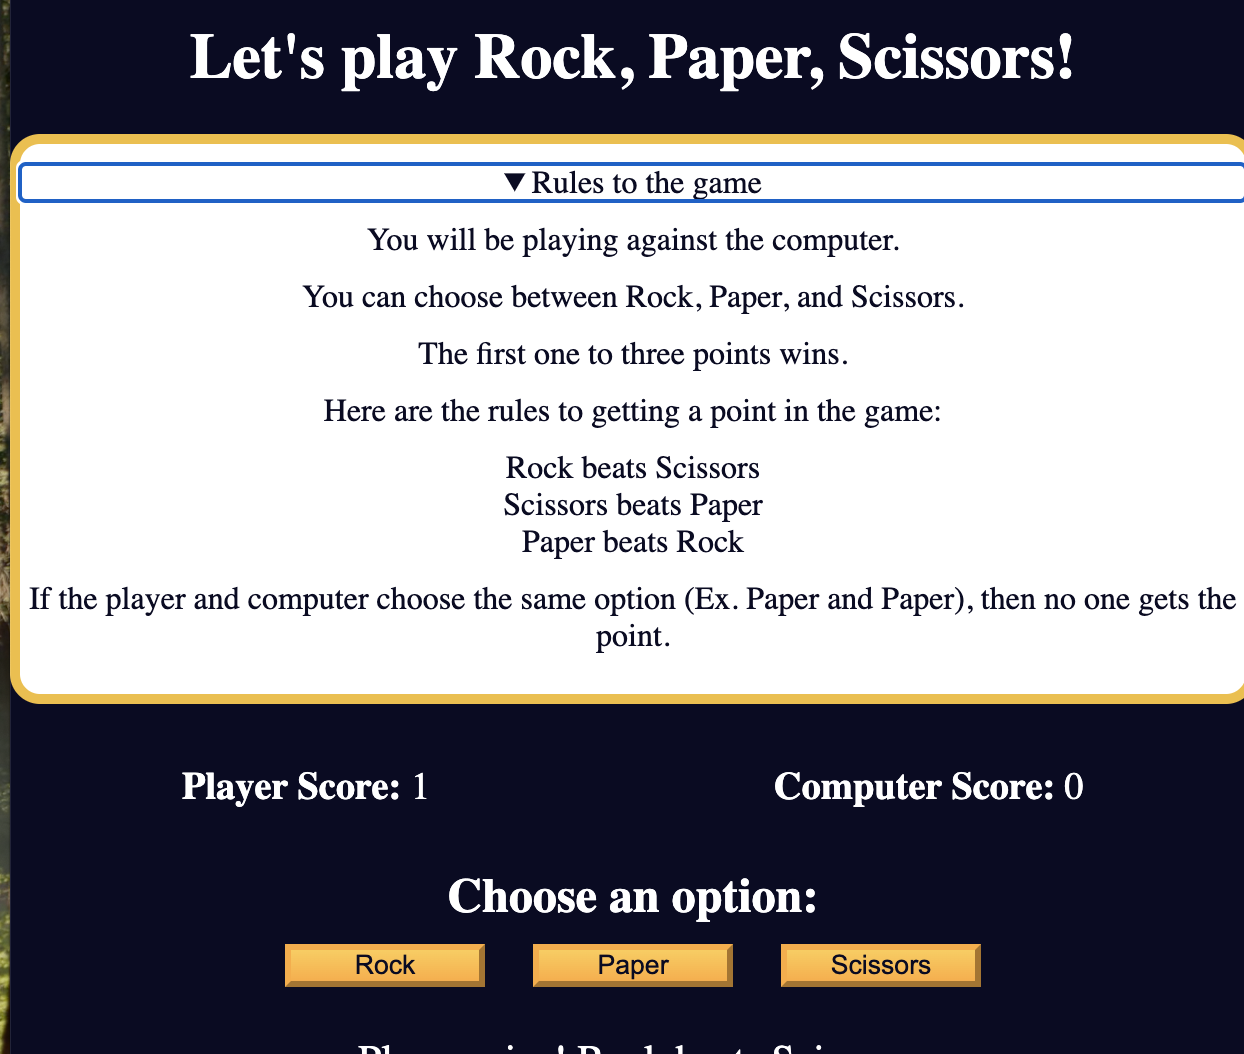 Let's play Rock, Paper, Scissors!
▼ Rules to the game
You will be playing against the computer.
You can choose between Rock, Paper, and Scissors.
The first one to three points wins.
Here are the rules to getting a point in the game:
Rock beats Scissors
Scissors beats Paper
Paper beats Rock
If the player and computer choose the same option (Ex. Paper and Paper), then no one gets the
point.
Player Score: 1 Computer Score: 0
Choose an option:
Rock Paper Scissors